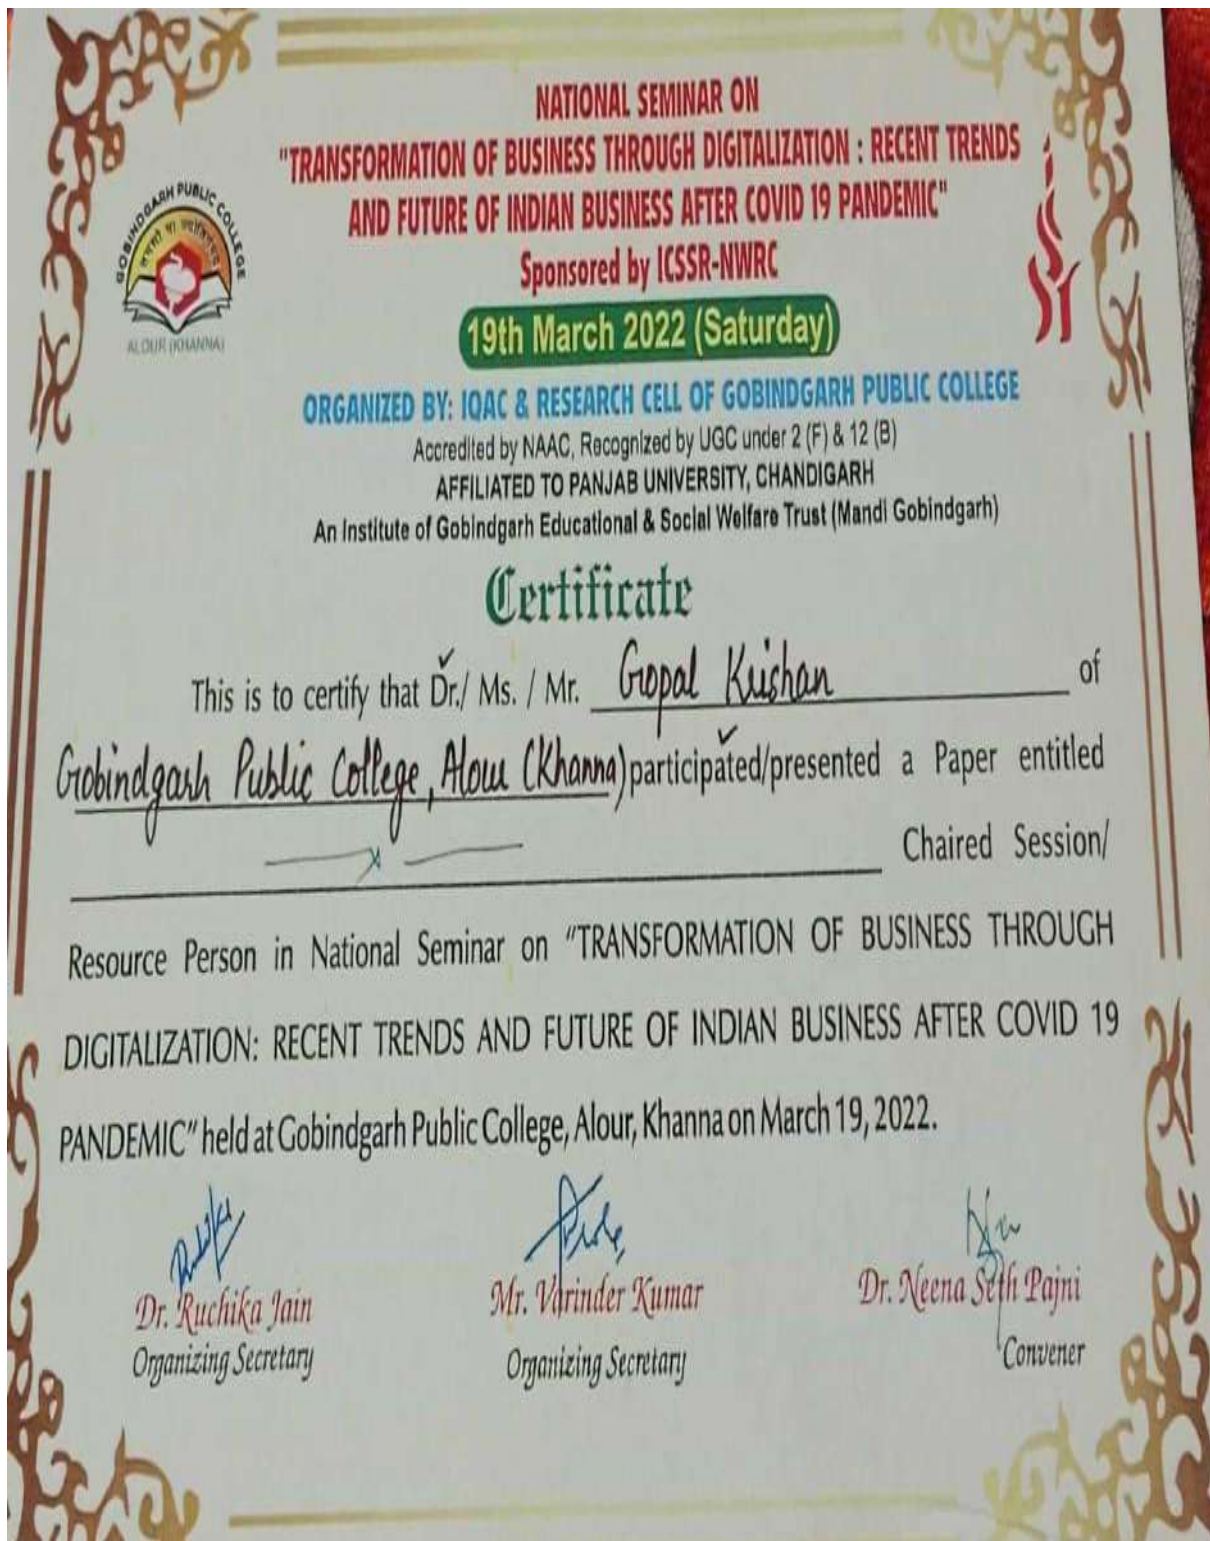 NATIONAL SEMINAR ON
"TRANSFORMATION OF BUSINESS THROUGH DIGITALIZATION : RECENT TRENDS
AND FUTURE OF INDIAN BUSINESS AFTER COVID 19 PANDEMIC"
Sponsored by ICSSR-NWRC
GOBINDGARH PUBLIC COLLEGE
ALOUR (KHANNA)
19th March 2022 (Saturday)
ORGANIZED BY: IQAC & RESEARCH CELL OF GOBINDGARH PUBLIC COLLEGE
Accredited by NAAC, Recognized by UGC under 2 (F) & 12 (B)
AFFILIATED TO PANJAB UNIVERSITY, CHANDIGARH
An Institute of Gobindgarh Educational & Social Welfare Trust (Mandi Gobindgarh)
Certificate
This is to certify that Dr./ Ms. / Mr. Gopal Krishan of
Gobindgarh Public College, Alour (Khanna) participated/presented a Paper entitled
Chaired Session/
Resource Person in National Seminar on "TRANSFORMATION OF BUSINESS THROUGH
DIGITALIZATION: RECENT TRENDS AND FUTURE OF INDIAN BUSINESS AFTER COVID 19
PANDEMIC" held at Gobindgarh Public College, Alour, Khanna on March 19, 2022.
Dr. Ruchika Jain
Organizing Secretary
Mr. Varinder Kumar
Organizing Secretary
Dr. Neena Seth Pajni
Convener